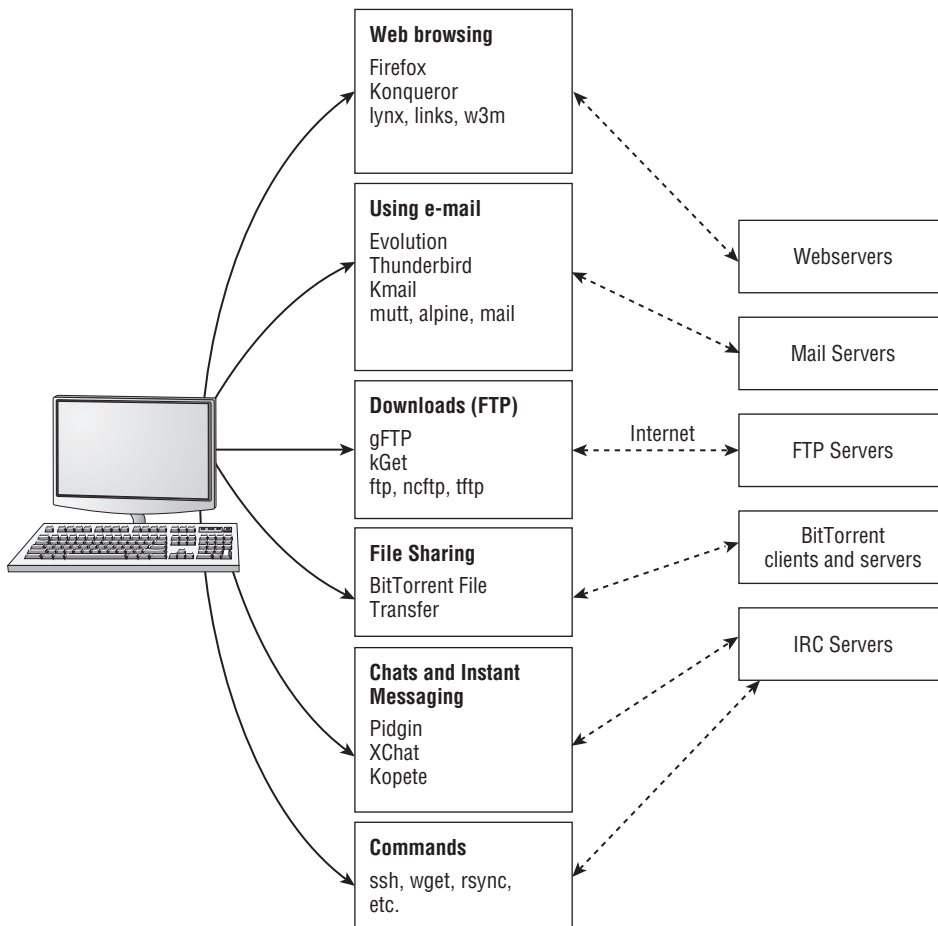 Web browsing
Firefox
Konqueror
lynx, links, w3m
Using e-mail
Evolution
Thunderbird
Kmail
mutt, alpine, mail
Downloads (FTP)
gFTP
kGet
ftp, ncftp, tftp
File Sharing
BitTorrent File
Transfer
Chats and Instant
Messaging
Pidgin
XChat
Kopete
Commands
ssh, wget, rsync,
etc.
Internet
Webservers
Mail Servers
FTP Servers
BitTorrent
clients and servers
IRC Servers